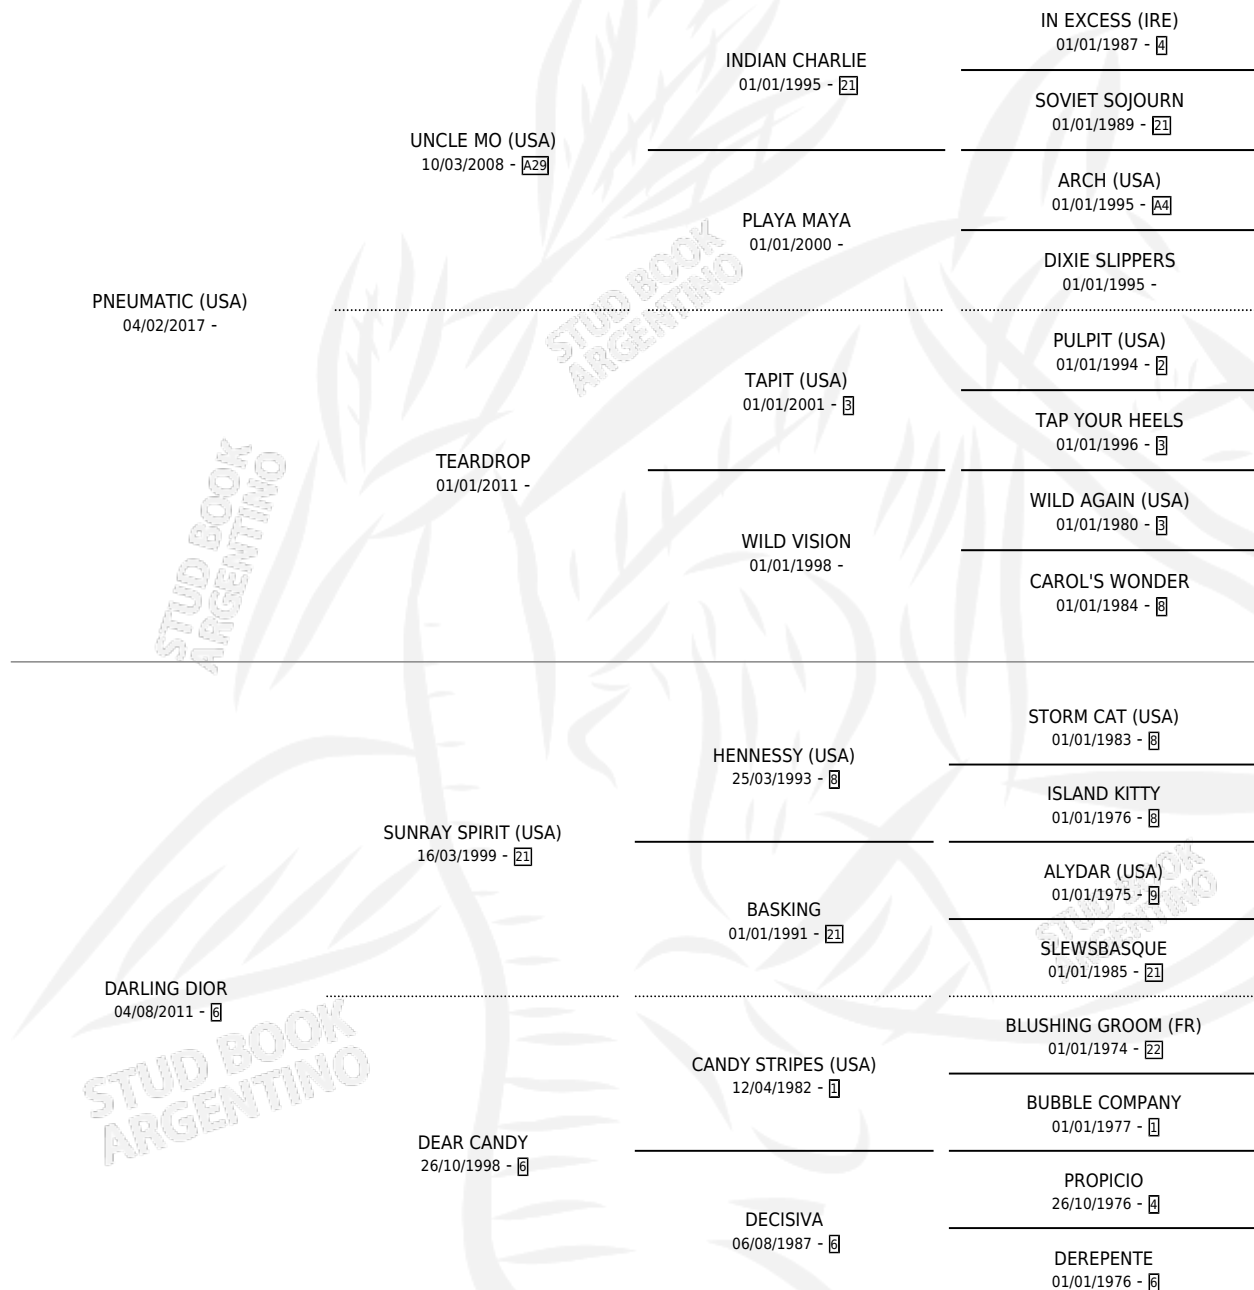 IN EXCESS (IRE)
01/01/1987 - 4
INDIAN CHARLIE
01/01/1995 - 21
SOVIET SOJOURN
01/01/1989 - 21
UNCLE MO (USA)
10/03/2008 - A29
ARCH (USA)
01/01/1995 - A4
PLAYA MAYA
01/01/2000 -
DIXIE SLIPPERS
01/01/1995 -
PNEUMATIC (USA)
04/02/2017 -
PULPIT (USA)
01/01/1994 - 2
TAPIT (USA)
01/01/2001 - 3
TAP YOUR HEELS
01/01/1996 - 3
TEARDROP
01/01/2011 -
WILD AGAIN (USA)
01/01/1980 - 3
WILD VISION
01/01/1998 -
CAROL'S WONDER
01/01/1984 - 8
STORM CAT (USA)
01/01/1983 - 8
HENNESSY (USA)
25/03/1993 - 8
ISLAND KITTY
01/01/1976 - 8
SUNRAY SPIRIT (USA)
16/03/1999 - 21
ALYDAR (USA)
01/01/1975 - 9
BASKING
01/01/1991 - 21
SLEWSBASQUE
01/01/1985 - 21
DARLING DIOR
04/08/2011 - 6
BLUSHING GROOM (FR)
01/01/1974 - 22
CANDY STRIPES (USA)
12/04/1982 - 1
BUBBLE COMPANY
01/01/1977 - 1
DEAR CANDY
26/10/1998 - 6
PROPICIO
26/10/1976 - 4
DECISIVA
06/08/1987 - 6
DEREPENTE
01/01/1976 - 6
STUD BOOK
ARGENTINO
STUD BOOK
ARGENTINO
STUD BOOK
ARGENTINO
STUD BOOK
ARGENTINO